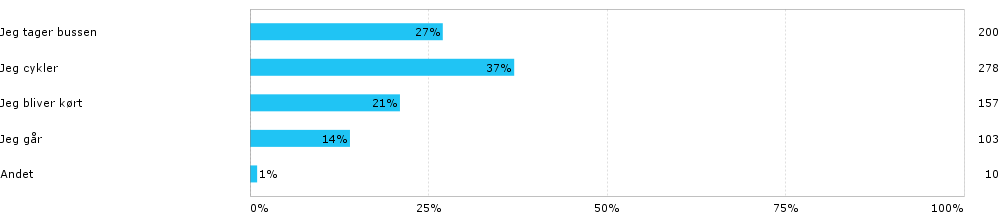 Jeg tager bussen 27% 200
Jeg cykler 37% 278
Jeg bliver kørt 21% 157
Jeg går 14% 103
Andet 1% 10
0% 25% 50% 75% 100%